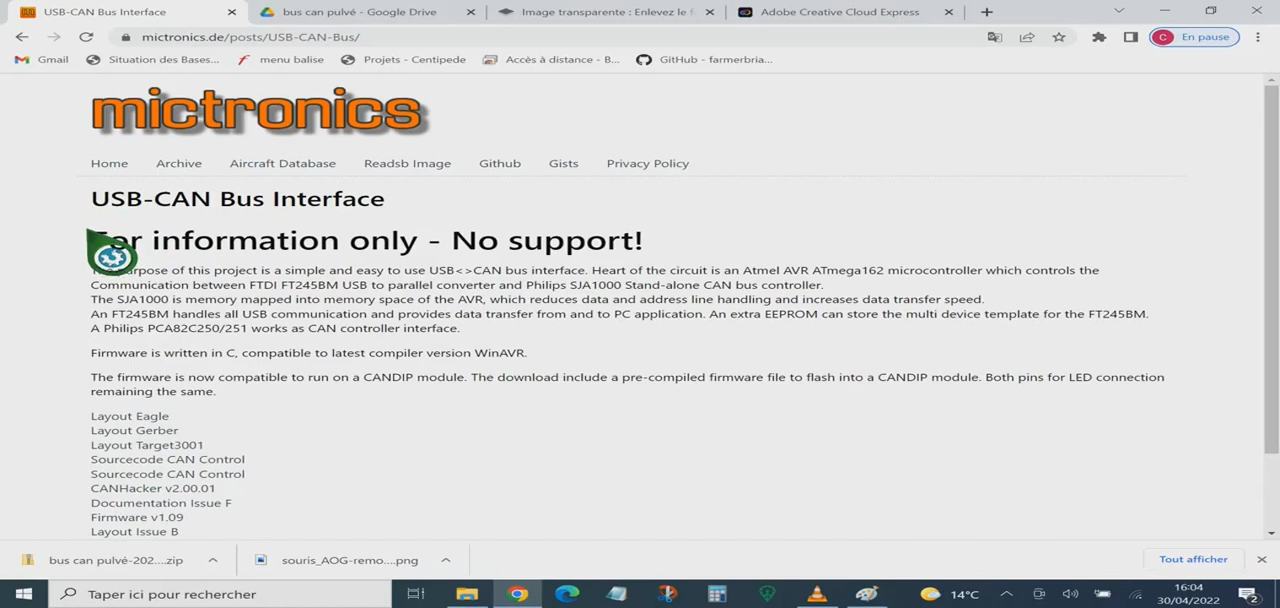 USB-CAN Bus Interface
bus can pulvé - Google Drive
Image transparente : Enlevez le f
Adobe Creative Cloud Express
mictronics.de/posts/USB-CAN-Bus/
C En pause
Gmail
Situation des Bases...
menu balise
Projets - Centipede
Accès à distance - B...
GitHub - farmerbria...
mictronics
Home Archive Aircraft Database Readsb Image Github Gists Privacy Policy
USB-CAN Bus Interface
For information only - No support!
purpose of this project is a simple and easy to use USB<>CAN bus interface. Heart of the circuit is an Atmel AVR ATmega162 microcontroller which controls the
Communication between FTDI FT245BM USB to parallel converter and Philips SJA1000 Stand-alone CAN bus controller.
The SJA1000 is memory mapped into memory space of the AVR, which reduces data and address line handling and increases data transfer speed.
An FT245BM handles all USB communication and provides data transfer from and to PC application. An extra EEPROM can store the multi device template for the FT245BM.
A Philips PCA82C250/251 works as CAN controller interface.
Firmware is written in C, compatible to latest compiler version WinAVR.
The firmware is now compatible to run on a CANDIP module. The download include a pre-compiled firmware file to flash into a CANDIP module. Both pins for LED connection
remaining the same.
Layout Eagle
Layout Gerber
Layout Target3001
Sourcecode CAN Control
Sourcecode CAN Control
CANHacker v2.00.01
Documentation Issue F
Firmware v1.09
Layout Issue B
bus can pulvé-202....zip
souris_AOG-remo....png
Tout afficher
Taper ici pour rechercher
14°C
16:04
30/04/2022
2